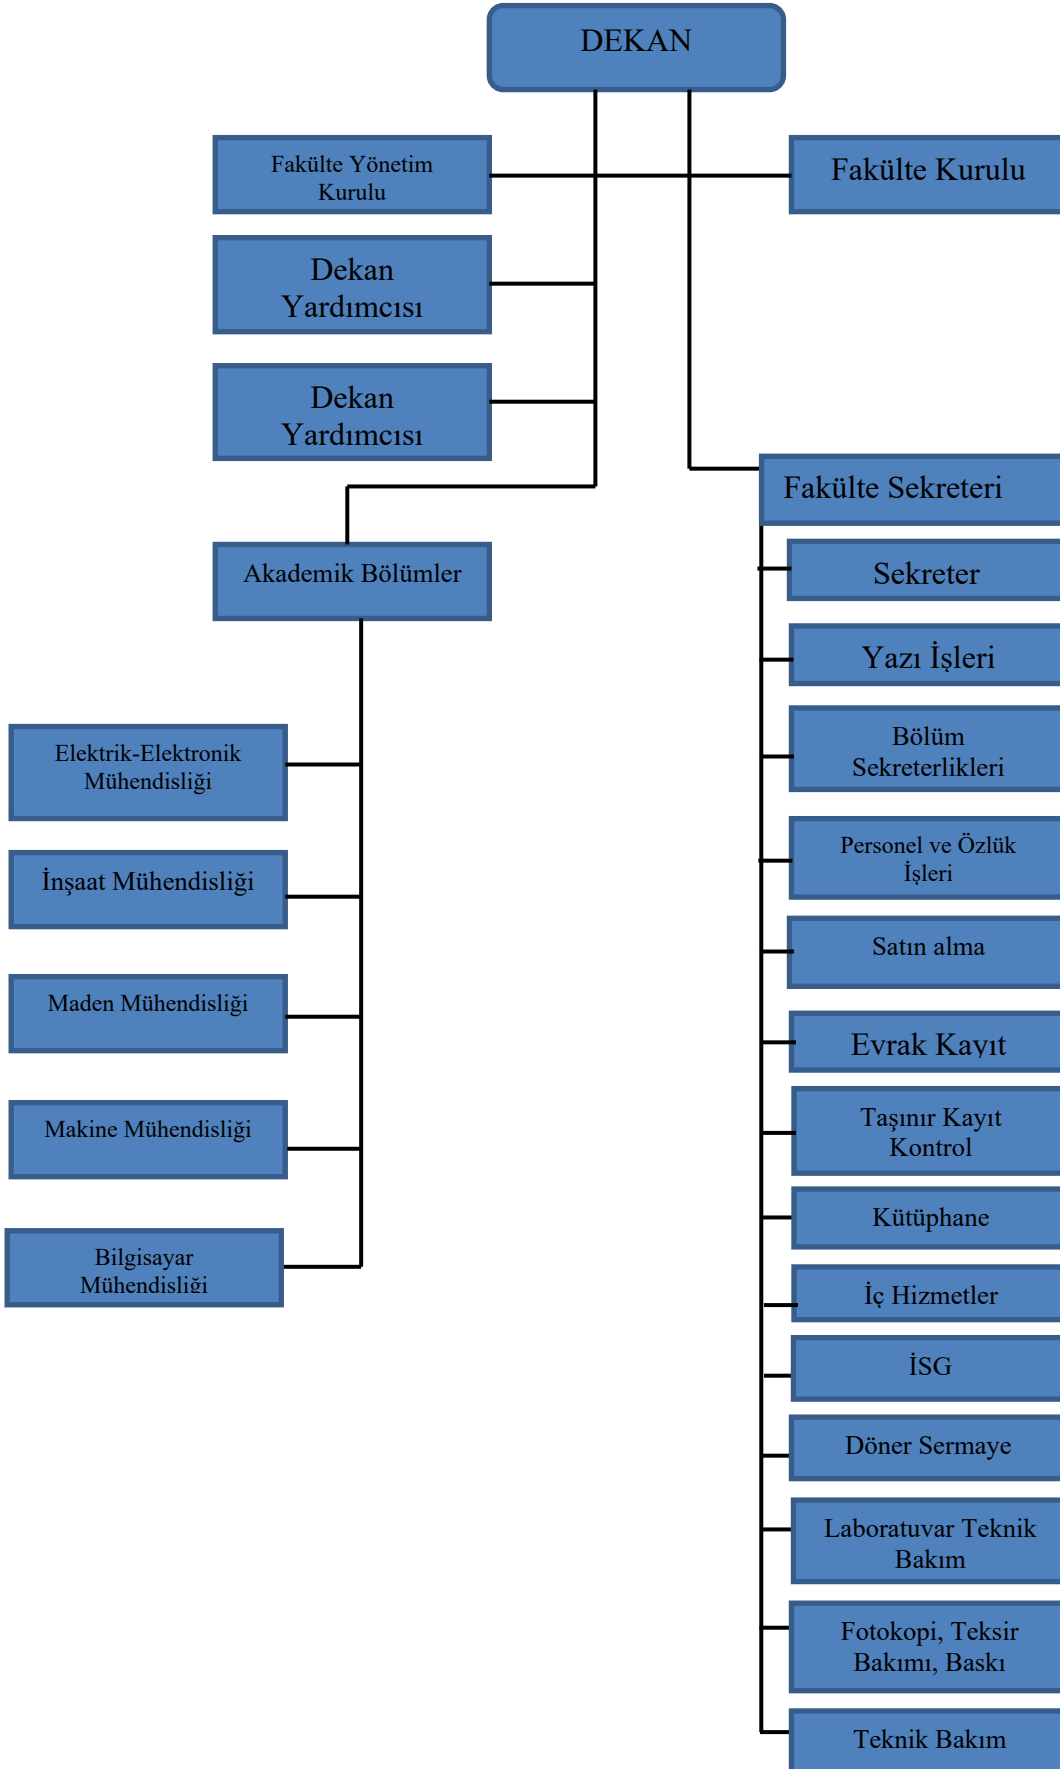 DEKAN
Fakülte Yönetim
Kurulu
Fakülte Kurulu
Dekan
Yardımcısı
Dekan
Yardımcısı
Fakülte Sekreteri
Akademik Bölümler
Sekreter
Yazı İşleri
Bölüm
Sekreterlikleri
Elektrik-Elektronik
Mühendisliği
Personel ve Özlük
İşleri
İnşaat Mühendisliği
Satın alma
Maden Mühendisliği
Evrak Kayıt
Taşınır Kayıt
Kontrol
Makine Mühendisliği
Kütüphane
Bilgisayar
Mühendisliği
İç Hizmetler
İSG
Döner Sermaye
Laboratuvar Teknik
Bakım
Fotokopi, Teksir
Bakımı, Baskı
Teknik Bakım